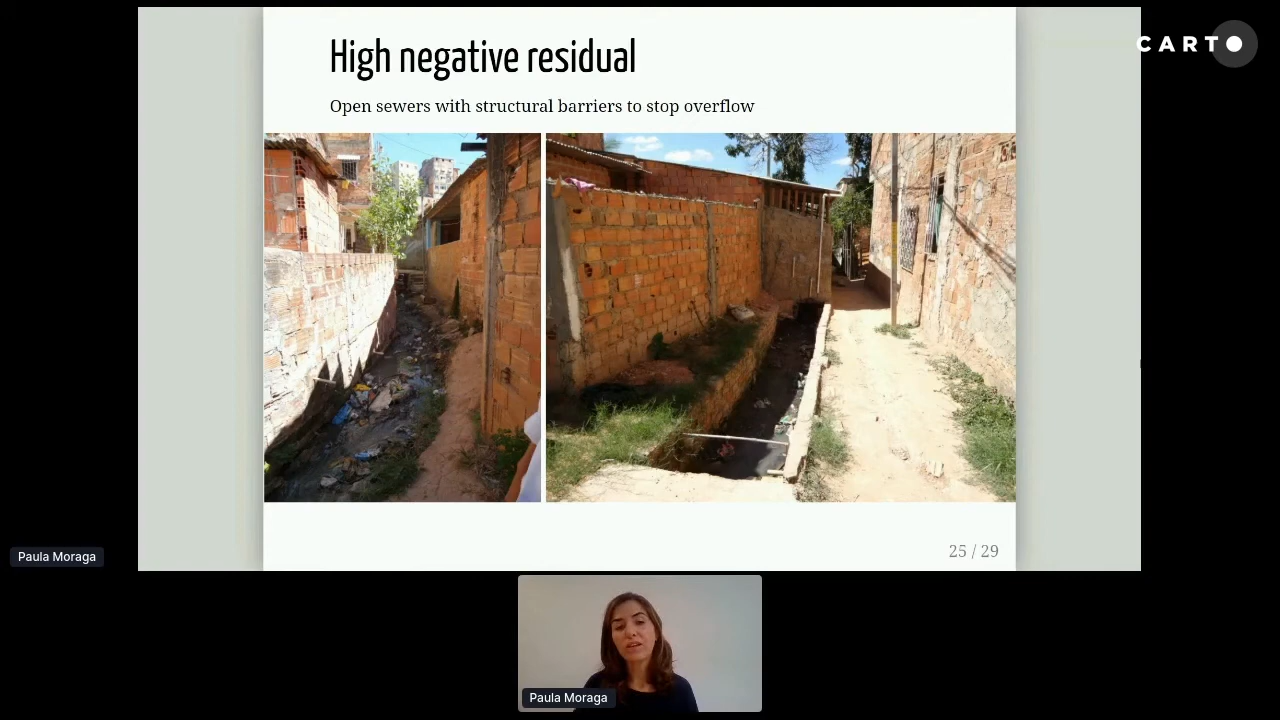 High negative residual
CARTO
Open sewers with structural barriers to stop overflow
25 / 29
Paula Moraga
Paula Moraga